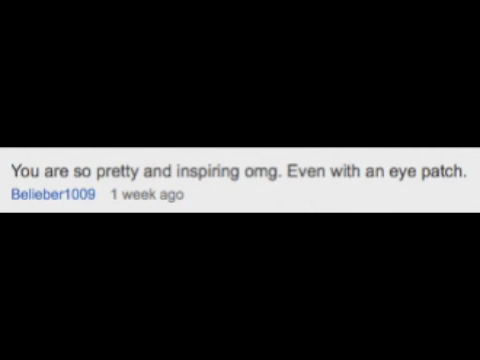 You are so pretty and inspiring omg. Even with an eye patch.
Belieber1009 1 week ago